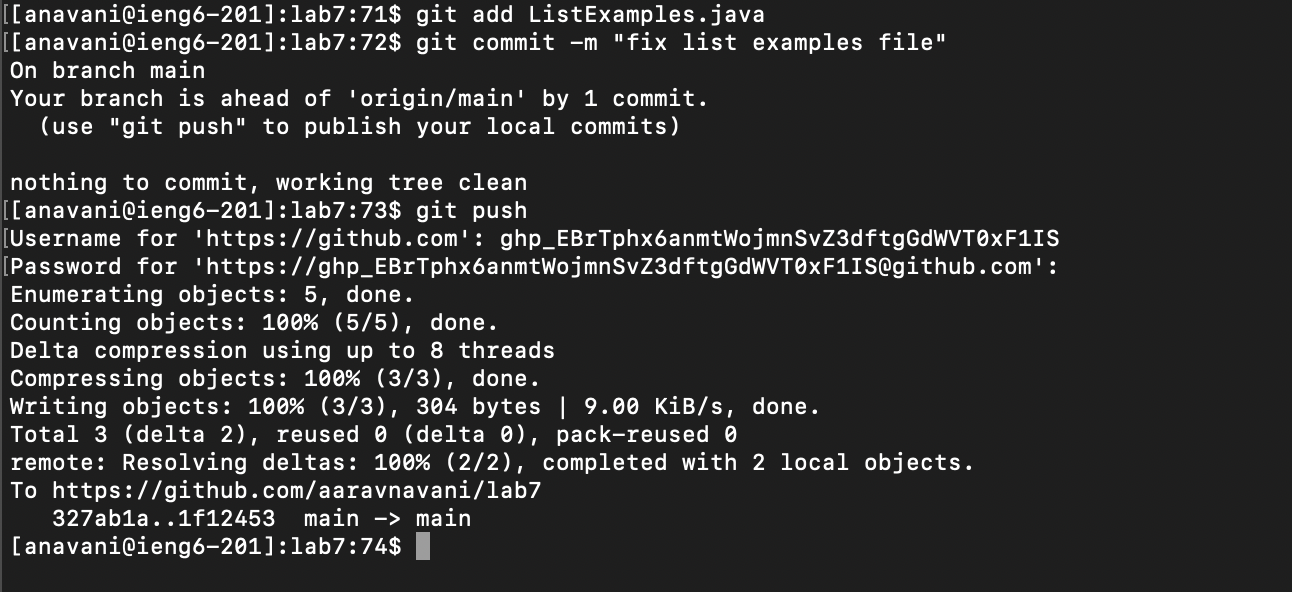 [[anavani@ieng6-201]:lab7:71$ git add ListExamples.java
[[anavani@ieng6-201]:lab7:72$ git commit -m "fix list examples file"
On branch main
Your branch is ahead of 'origin/main' by 1 commit.
  (use "git push" to publish your local commits)

nothing to commit, working tree clean
[[anavani@ieng6-201]:lab7:73$ git push
[Username for 'https://github.com': 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
[Password for 'https://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@github.com':
Enumerating objects: 5, done.
Counting objects: 100% (5/5), done.
Delta compression using up to 8 threads
Compressing objects: 100% (3/3), done.
Writing objects: 100% (3/3), 304 bytes | 9.00 KiB/s, done.
Total 3 (delta 2), reused 0 (delta 0), pack-reused 0
remote: Resolving deltas: 100% (2/2), completed with 2 local objects.
To https://github.com/aaravnavani/lab7
   327ab1a..1f12453  main -> main
[anavani@ieng6-201]:lab7:74$